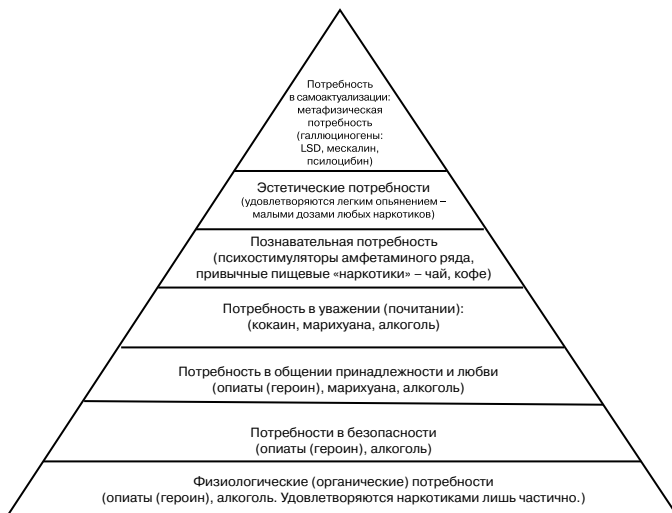 Потребность
в самоактуализации:
метафизическая
потребность
(галлюциногены:
LSD, мескалин,
псилоцибин)
Эстетические потребности
(удовлетворяются легким опьянением –
малыми дозами любых наркотиков)
Познавательная потребность
(психостимуляторы амфетаминого ряда,
привычные пищевые «наркотики» – чай, кофе)
Потребность в уважении (почитании):
(кокаин, марихуана, алкоголь)
Потребность в общении принадлежности и любви
(опиаты (героин), марихуана, алкоголь)
Потребности в безопасности
(опиаты (героин), алкоголь)
Физиологические (органические) потребности
(опиаты (героин), алкоголь. Удовлетворяются наркотиками лишь частично.)